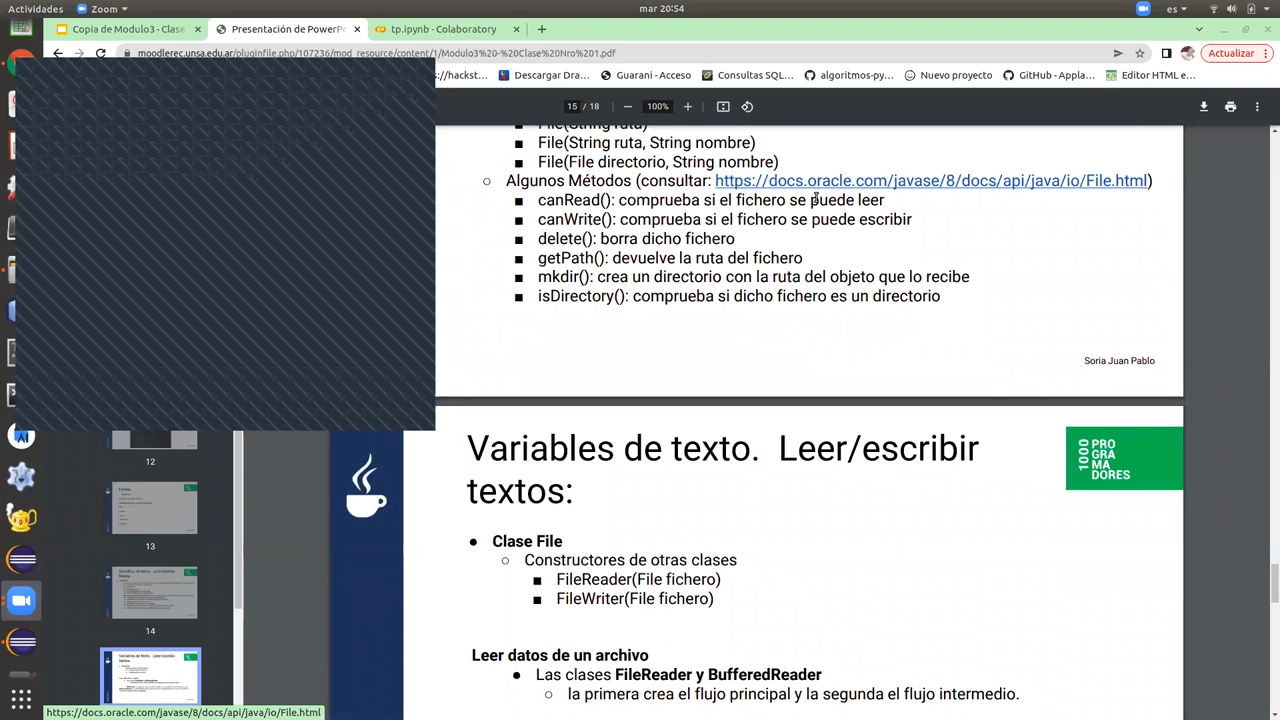 Actividades
Zoom
mar 20:54
es
Copia de Modulo3 - Clase
Presentación de PowerPo
tp.ipynb - Colaboratory
moodlerec.unsa.edu.ar/pluginfile.php/107236/mod_resource/content/1/Modulo3%20-%20Clase%20Nro%201.pdf
Actualizar
://hackst...
Descargar Dra...
Guarani - Acceso
Consultas SQL...
algoritmos-py...
Nuevo proyecto
GitHub - Appla...
Editor HTML e...
15 / 18
100%
File(String ruta)
File(String ruta, String nombre)
File(File directorio, String nombre)
Algunos Métodos (consultar: https://docs.oracle.com/javase/8/docs/api/java/io/File.html)
canRead(): comprueba si el fichero se puede leer
canWrite(): comprueba si el fichero se puede escribir
delete(): borra dicho fichero
getPath(): devuelve la ruta del fichero
mkdir(): crea un directorio con la ruta del objeto que lo recibe
isDirectory(): comprueba si dicho fichero es un directorio
Soria Juan Pablo
Variables de texto. Leer/escribir
textos:
1000 PRO
GRA
MA
DORES
Clase File
Constructores de otras clases
FileReader(File fichero)
FileWriter(File fichero)
Leer datos de un archivo
Las clases FileReader y BufferedReader
la primera crea el flujo principal y la segunda el flujo intermedio.
12
13
14
https://docs.oracle.com/javase/8/docs/api/java/io/File.html